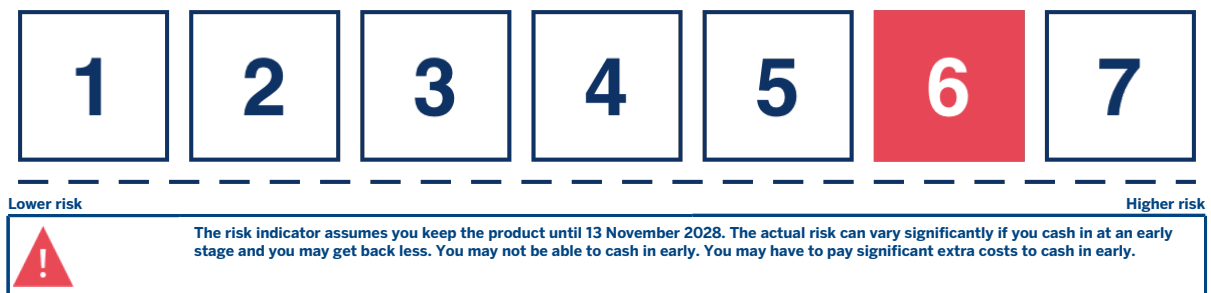 1 2 3 4 5 6 7
Lower risk Higher risk
! The risk indicator assumes you keep the product until 13 November 2028. The actual risk can vary significantly if you cash in at an early
stage and you may get back less. You may not be able to cash in early. You may have to pay significant extra costs to cash in early.